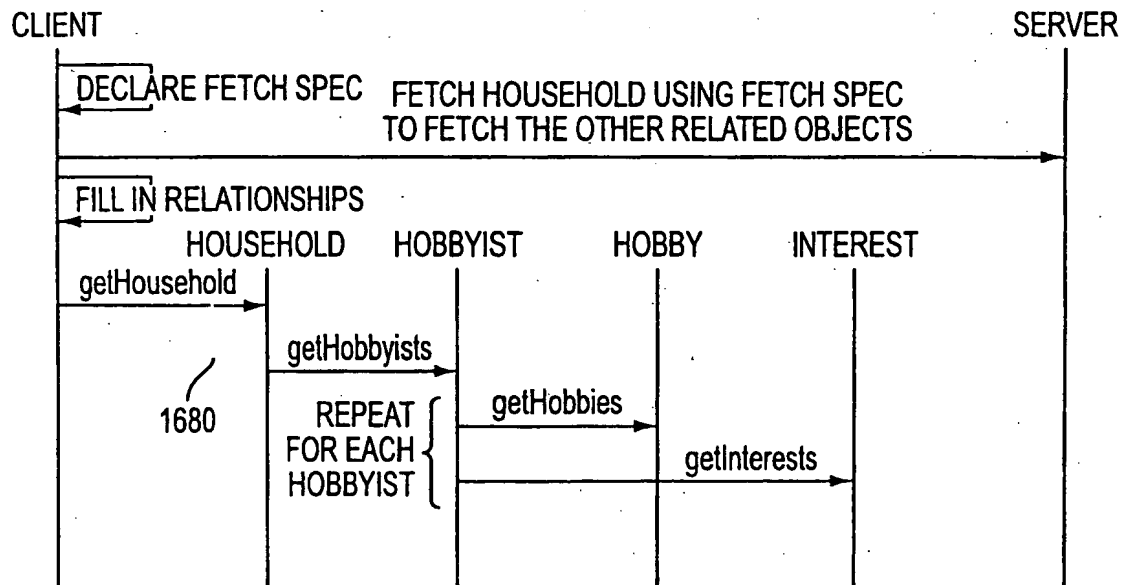 CLIENT
SERVER
DECLARE FETCH SPEC
FETCH HOUSEHOLD USING FETCH SPEC
TO FETCH THE OTHER RELATED OBJECTS
FILL IN RELATIONSHIPS
HOUSEHOLD
HOBBYIST
HOBBY
INTEREST
getHousehold
getHobbyists
1680
REPEAT
FOR EACH
HOBBYIST
getHobbies
getInterests